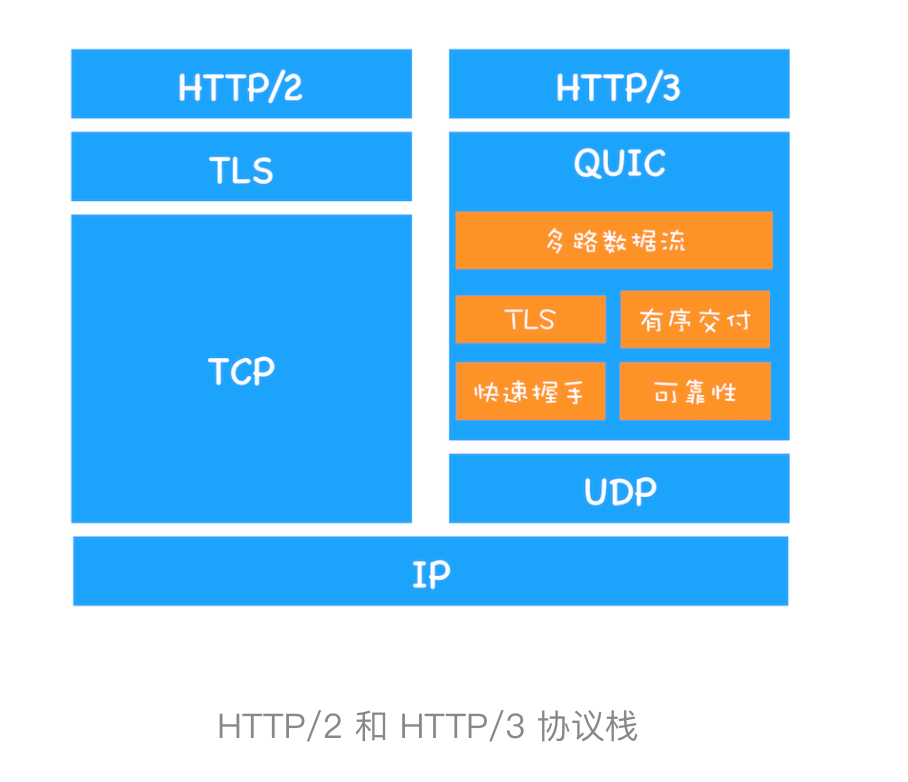 HTTP/2
HTTP/3
TLS
QUIC
多路数据流
TLS
有序交付
TCP
快速握手
可靠性
UDP
IP
HTTP/2 和 HTTP/3 协议栈